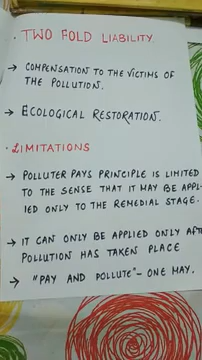 • TWO FOLD LIABILITY
→ COMPENSATION TO THE VICTIMS OF
THE POLLUTION.
→ ECOLOGICAL RESTORATION.
• LIMITATIONS
→ POLLUTER PAYS PRINCIPLE IS LIMITED
TO THE SENSE THAT IT MAY BE APPL-
IED ONLY TO THE REMEDIAL STAGE.
→ IT CAN ONLY BE APPLIED ONLY AFTE
POLLUTION HAS TAKEN PLACE
→ "PAY AND POLLUTE" - ONE MAY.